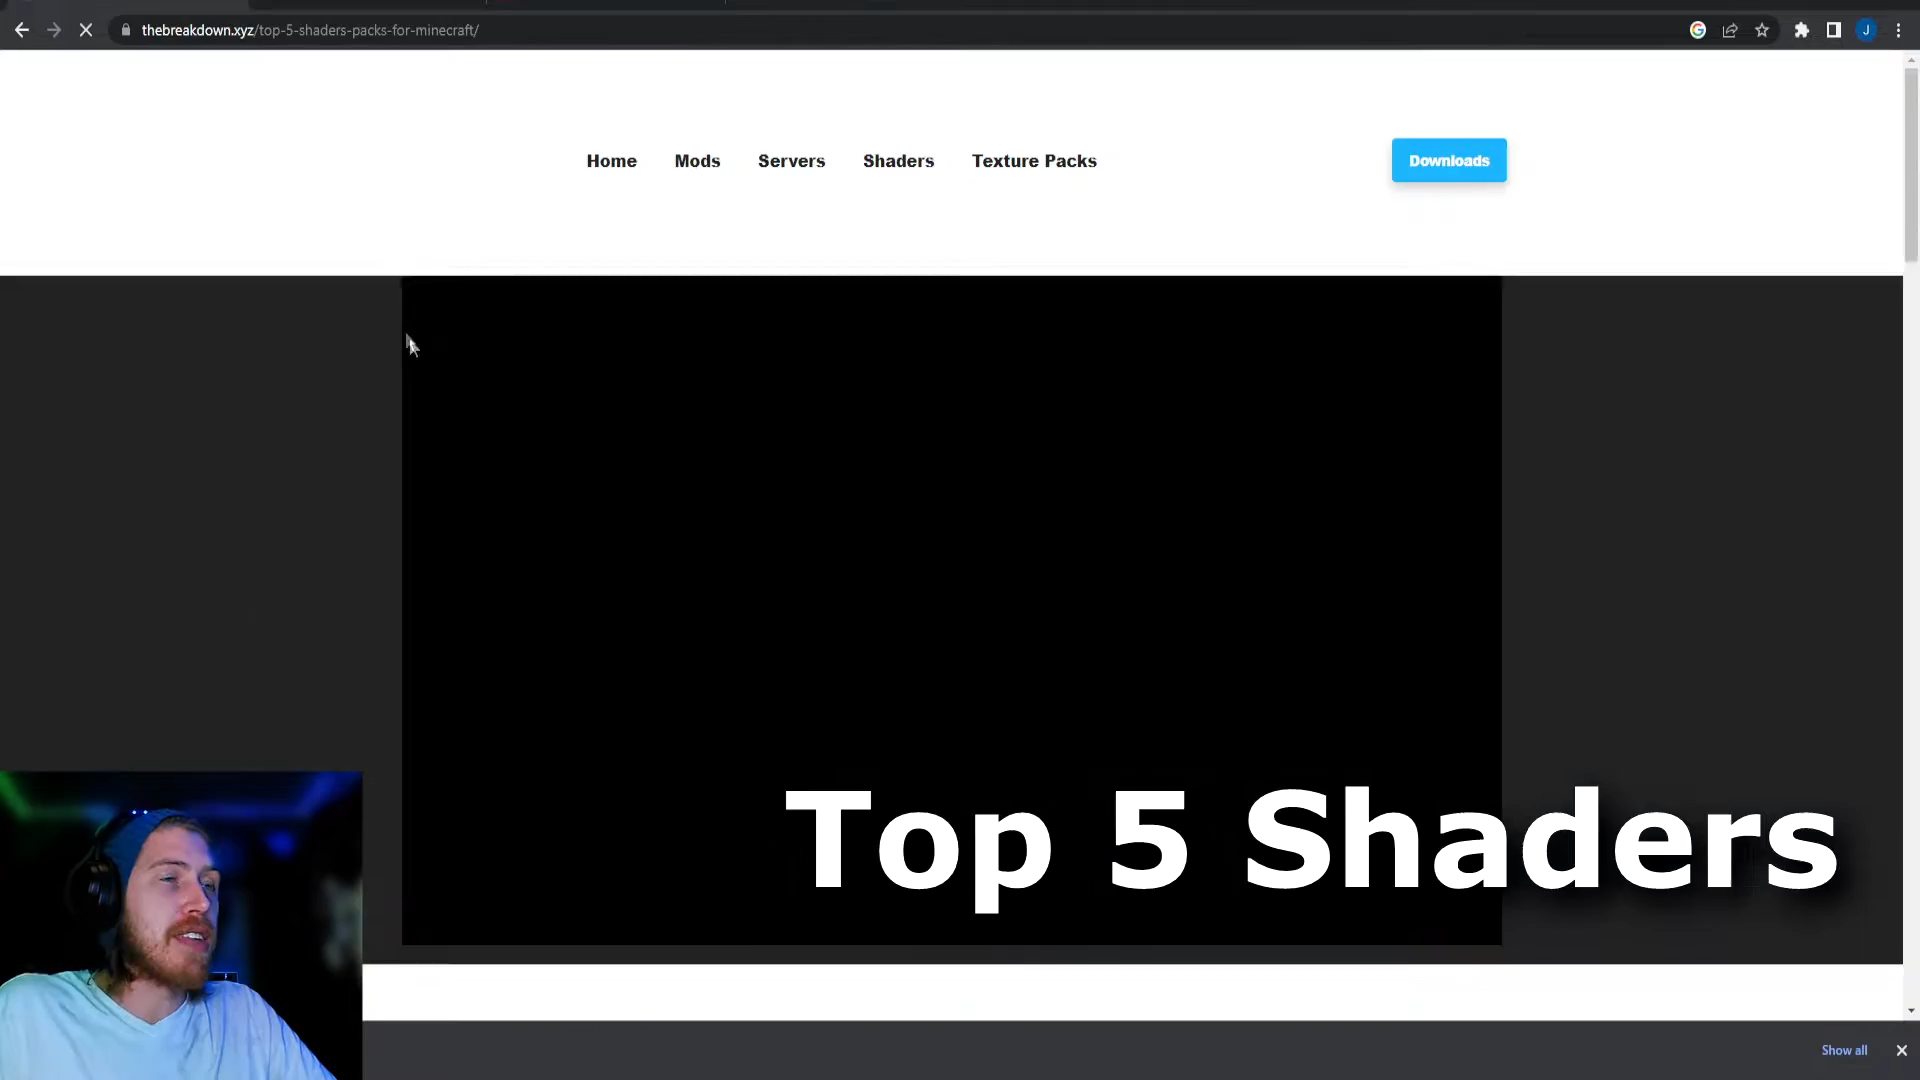 thebreakdown.xyz/top-5-shaders-packs-for-minecraft/
J
Home Mods Servers Shaders Texture Packs Downloads
Top 5 Shaders
Show all